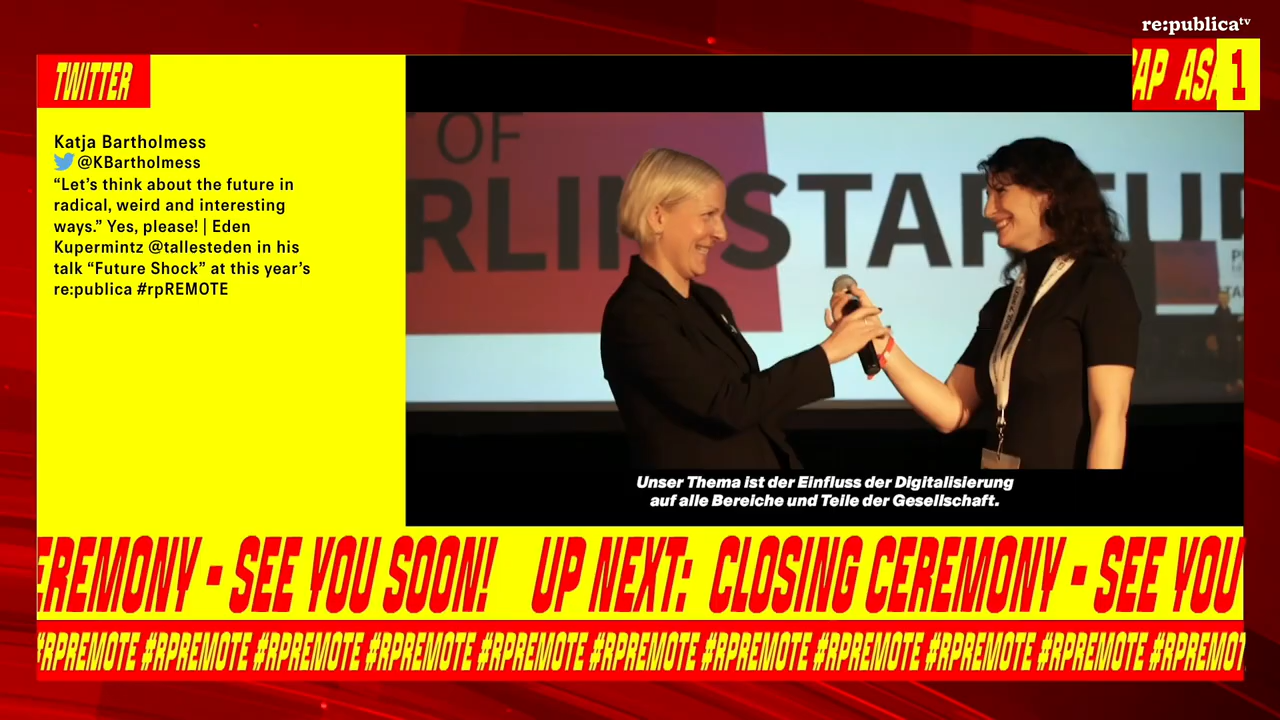 re:publica tv
AP ASA 1
TWITTER
Katja Bartholmess
@KBartholmess
“Let’s think about the future in
radical, weird and interesting
ways.” Yes, please! | Eden
Kupermintz @tallesteden in his
talk “Future Shock” at this year’s
re:publica #rpREMOTE
OF
RLIN STARTUP
Unser Thema ist der Einfluss der Digitalisierung
auf alle Bereiche und Teile der Gesellschaft.
EREMONY - SEE YOU SOON! UP NEXT: CLOSING CEREMONY - SEE YOU
#RPREMOTE #RPREMOTE #RPREMOTE #RPREMOTE #RPREMOTE #RPREMOTE #RPREMOTE #RPREMOTE #RPREMOTE #RPREMOTE #RPREMOT